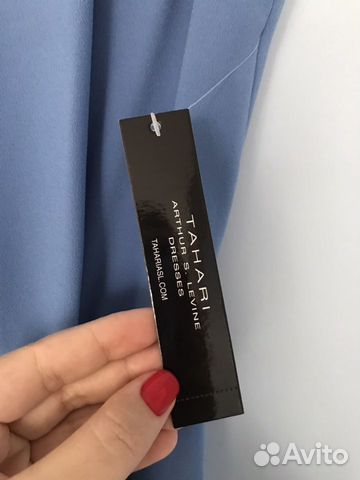 TAHARI
ARTHUR S. LEVINE
DRESSES
TAHARIASL.COM
Avito